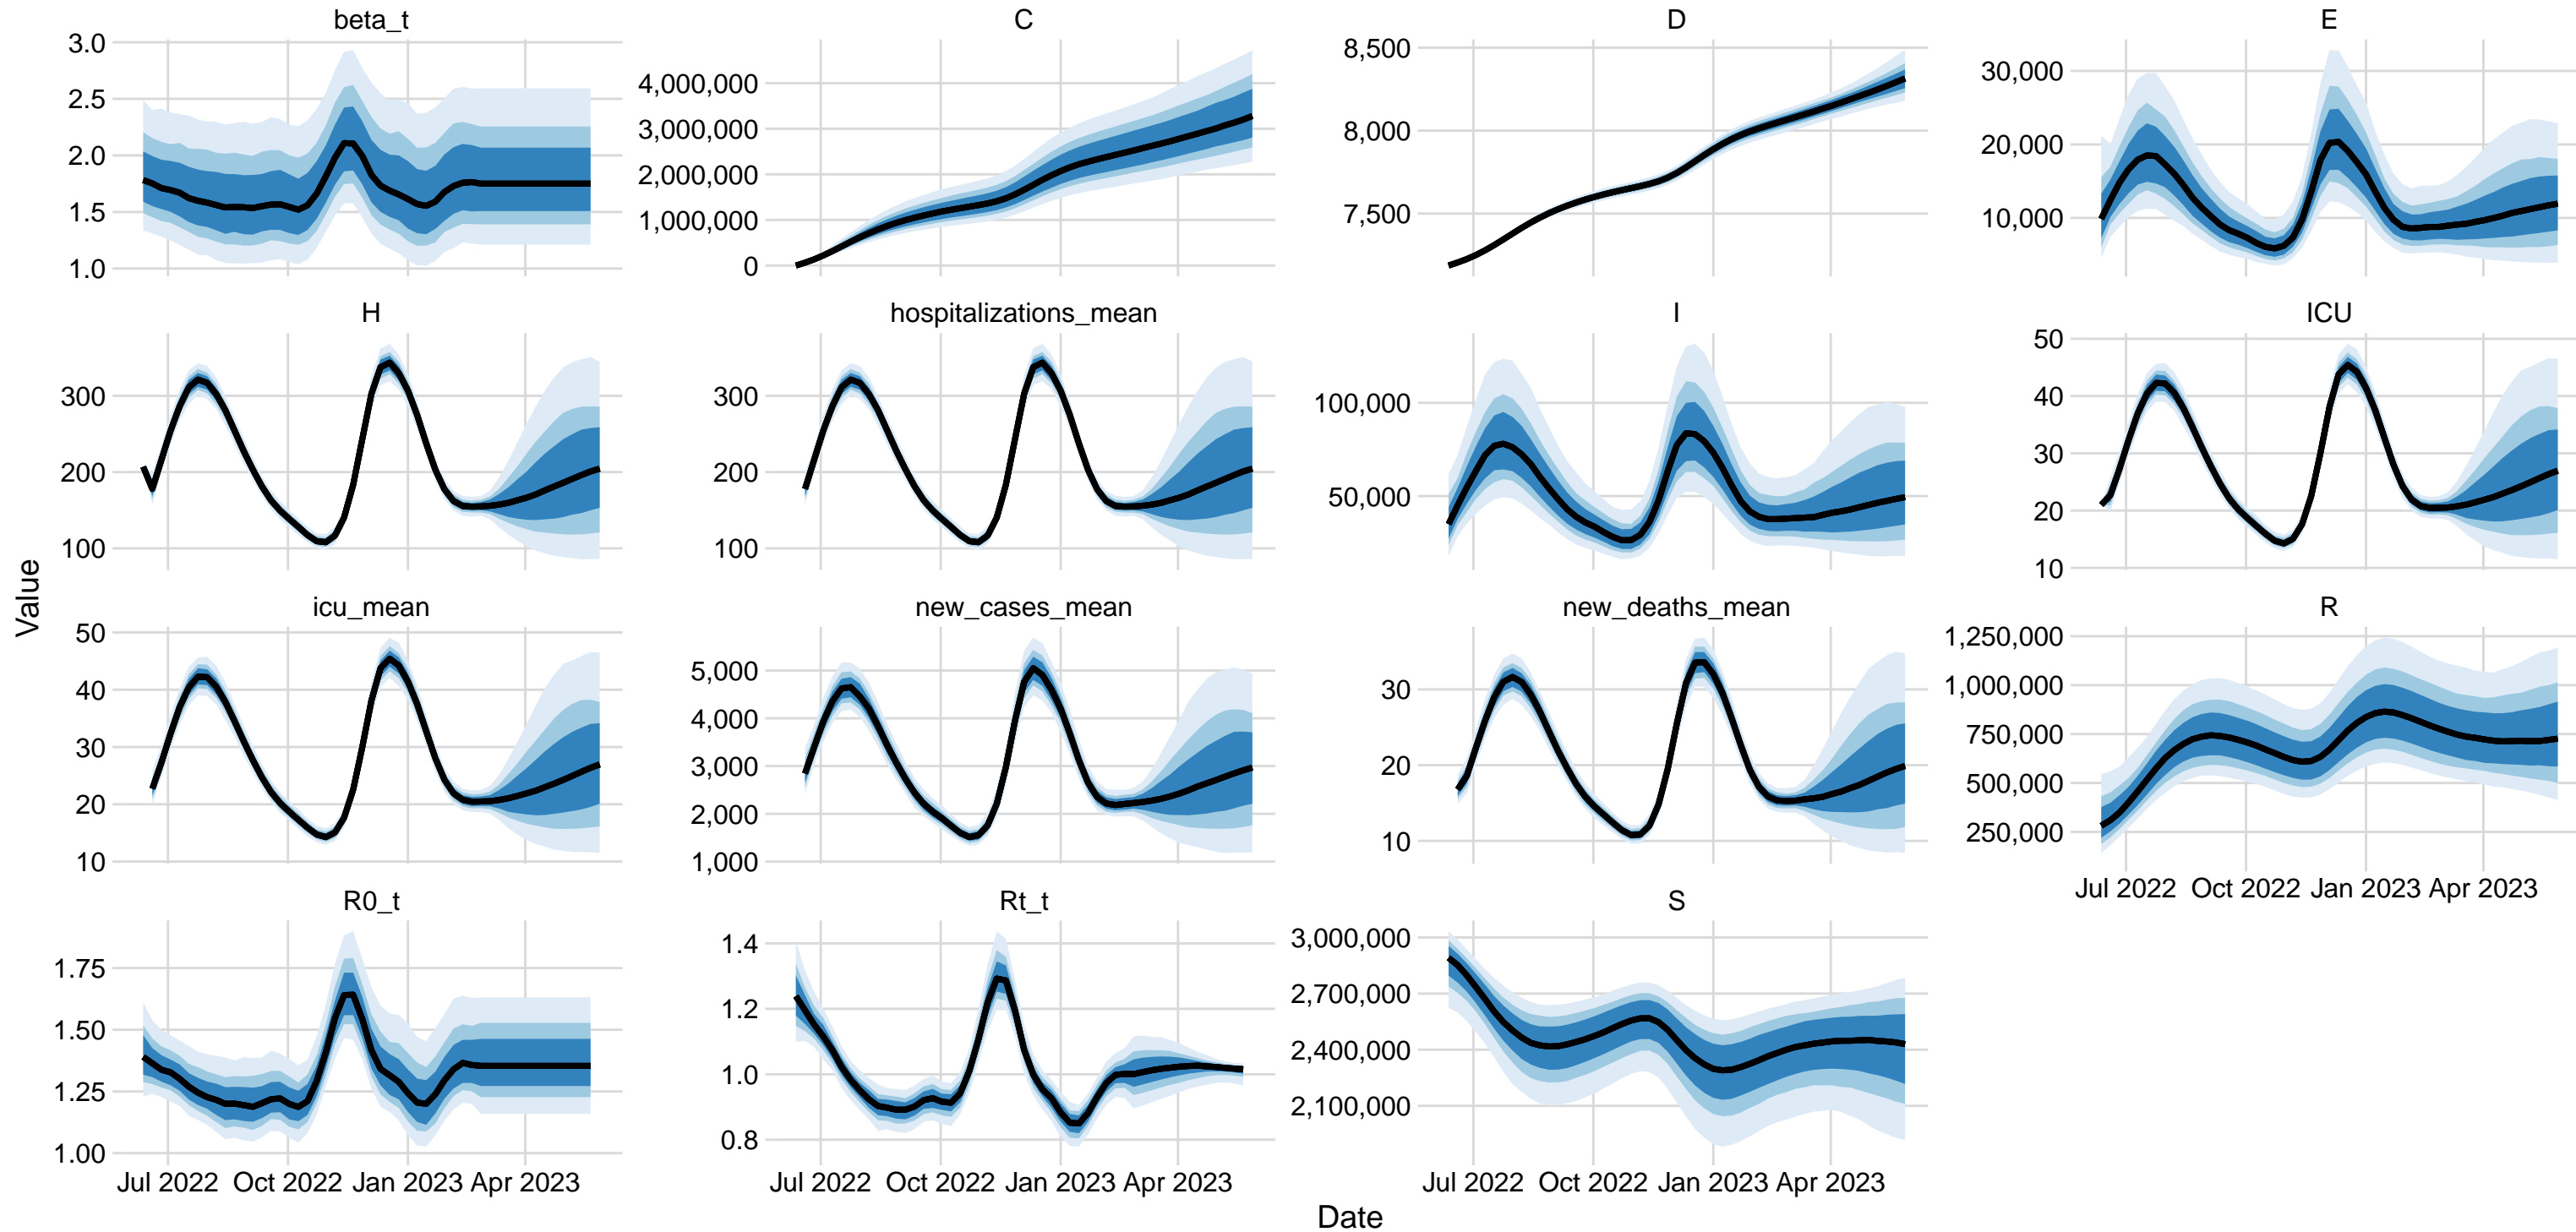 beta_t
3.0
2.5
2.0
1.5
1.0
C
4,000,000
3,000,000
2,000,000
1,000,000
0
D
8,500
8,000
7,500
E
30,000
20,000
10,000
H
300
200
100
hospitalizations_mean
300
200
100
I
100,000
50,000
ICU
50
40
30
20
10
icu_mean
50
40
30
20
10
new_cases_mean
5,000
4,000
3,000
2,000
1,000
new_deaths_mean
30
20
10
R
1,250,000
1,000,000
750,000
500,000
250,000
Jul 2022 Oct 2022 Jan 2023 Apr 2023
R0_t
1.75
1.50
1.25
1.00
Jul 2022 Oct 2022 Jan 2023 Apr 2023
Rt_t
1.4
1.2
1.0
0.8
Jul 2022 Oct 2022 Jan 2023 Apr 2023
S
3,000,000
2,700,000
2,400,000
2,100,000
Jul 2022 Oct 2022 Jan 2023 Apr 2023
Value
Date